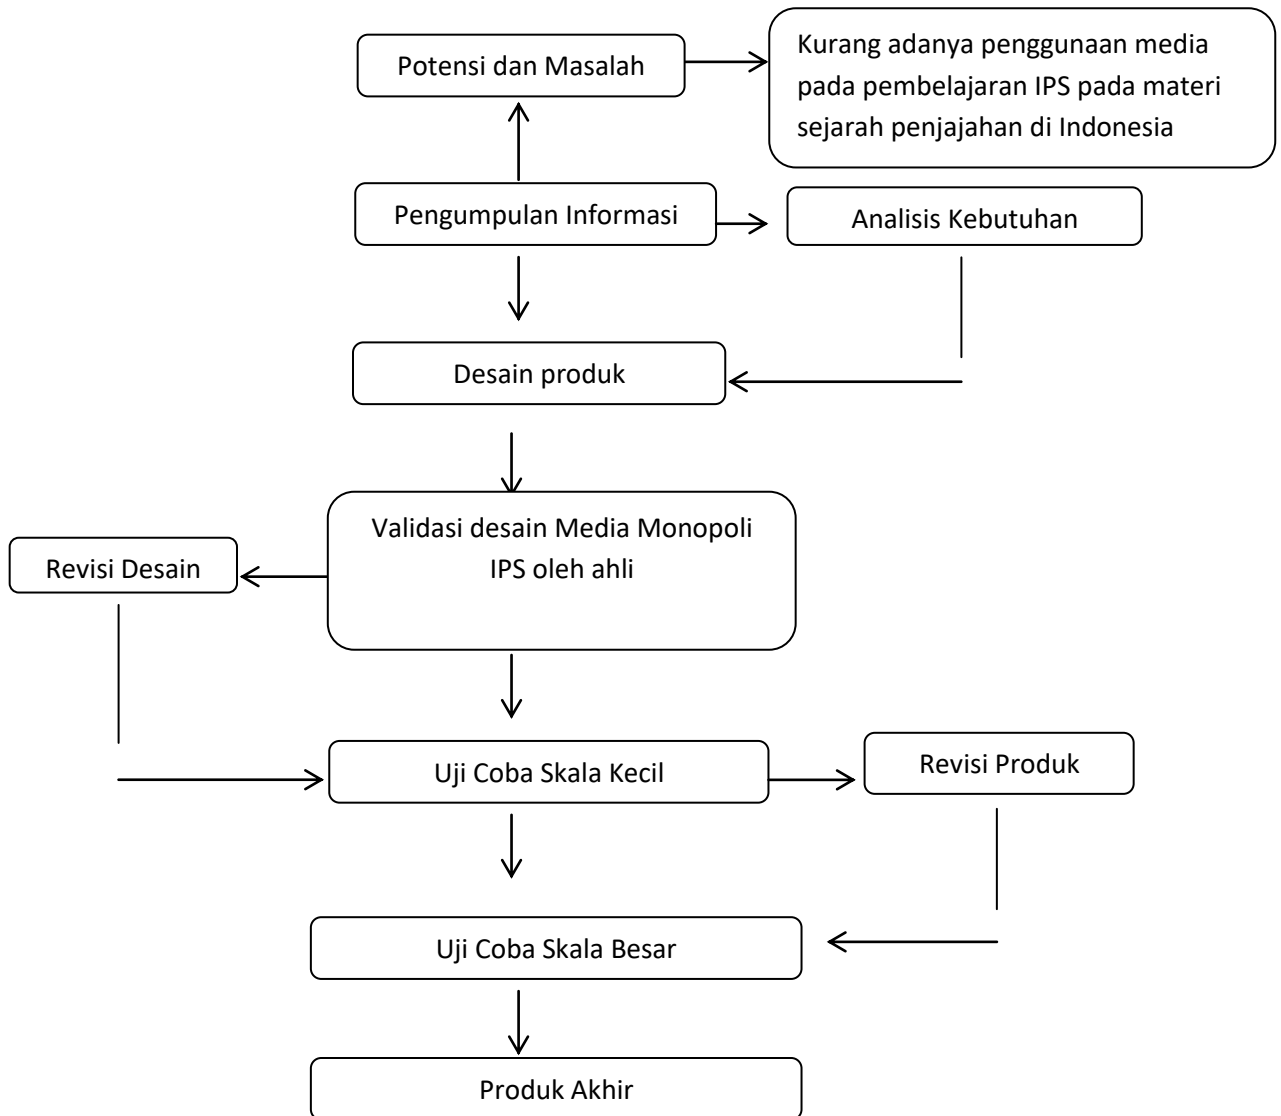 Potensi dan Masalah
Kurang adanya penggunaan media
pada pembelajaran IPS pada materi
sejarah penjajahan di Indonesia
Pengumpulan Informasi
Analisis Kebutuhan
Desain produk
Validasi desain Media Monopoli
IPS oleh ahli
Revisi Desain
Uji Coba Skala Kecil
Revisi Produk
Uji Coba Skala Besar
Produk Akhir